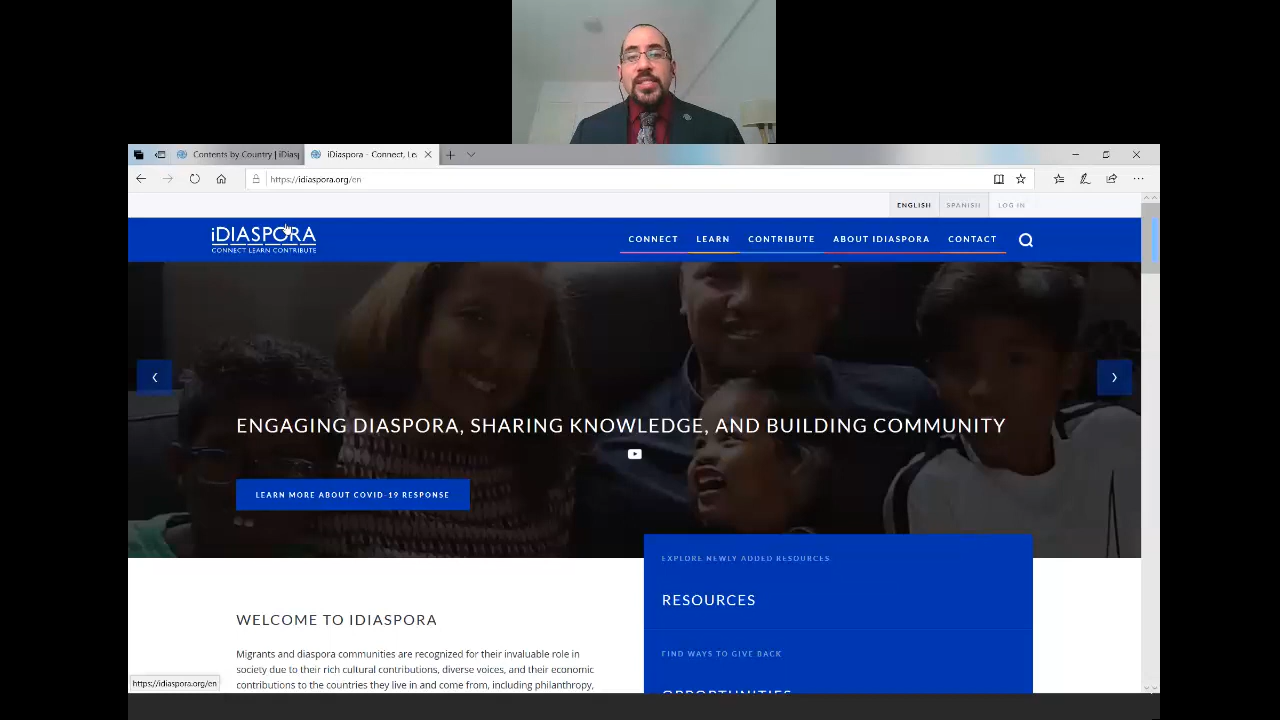 Contents by Country | iDias
iDiaspora - Connect, Le
https://idiaspora.org/en
ENGLISH SPANISH LOG IN
iDIASPORA
CONNECT LEARN CONTRIBUTE
CONNECT LEARN CONTRIBUTE ABOUT IDIASPORA CONTACT
ENGAGING DIASPORA, SHARING KNOWLEDGE, AND BUILDING COMMUNITY
LEARN MORE ABOUT COVID-19 RESPONSE
EXPLORE NEWLY ADDED RESOURCES
RESOURCES
FIND WAYS TO GIVE BACK
OPPORTUNITIES
WELCOME TO IDIASPORA
Migrants and diaspora communities are recognized for their invaluable role in
society due to their rich cultural contributions, diverse voices, and their economic
contributions to the countries they live in and come from, including philanthropy,
https://idiaspora.org/en